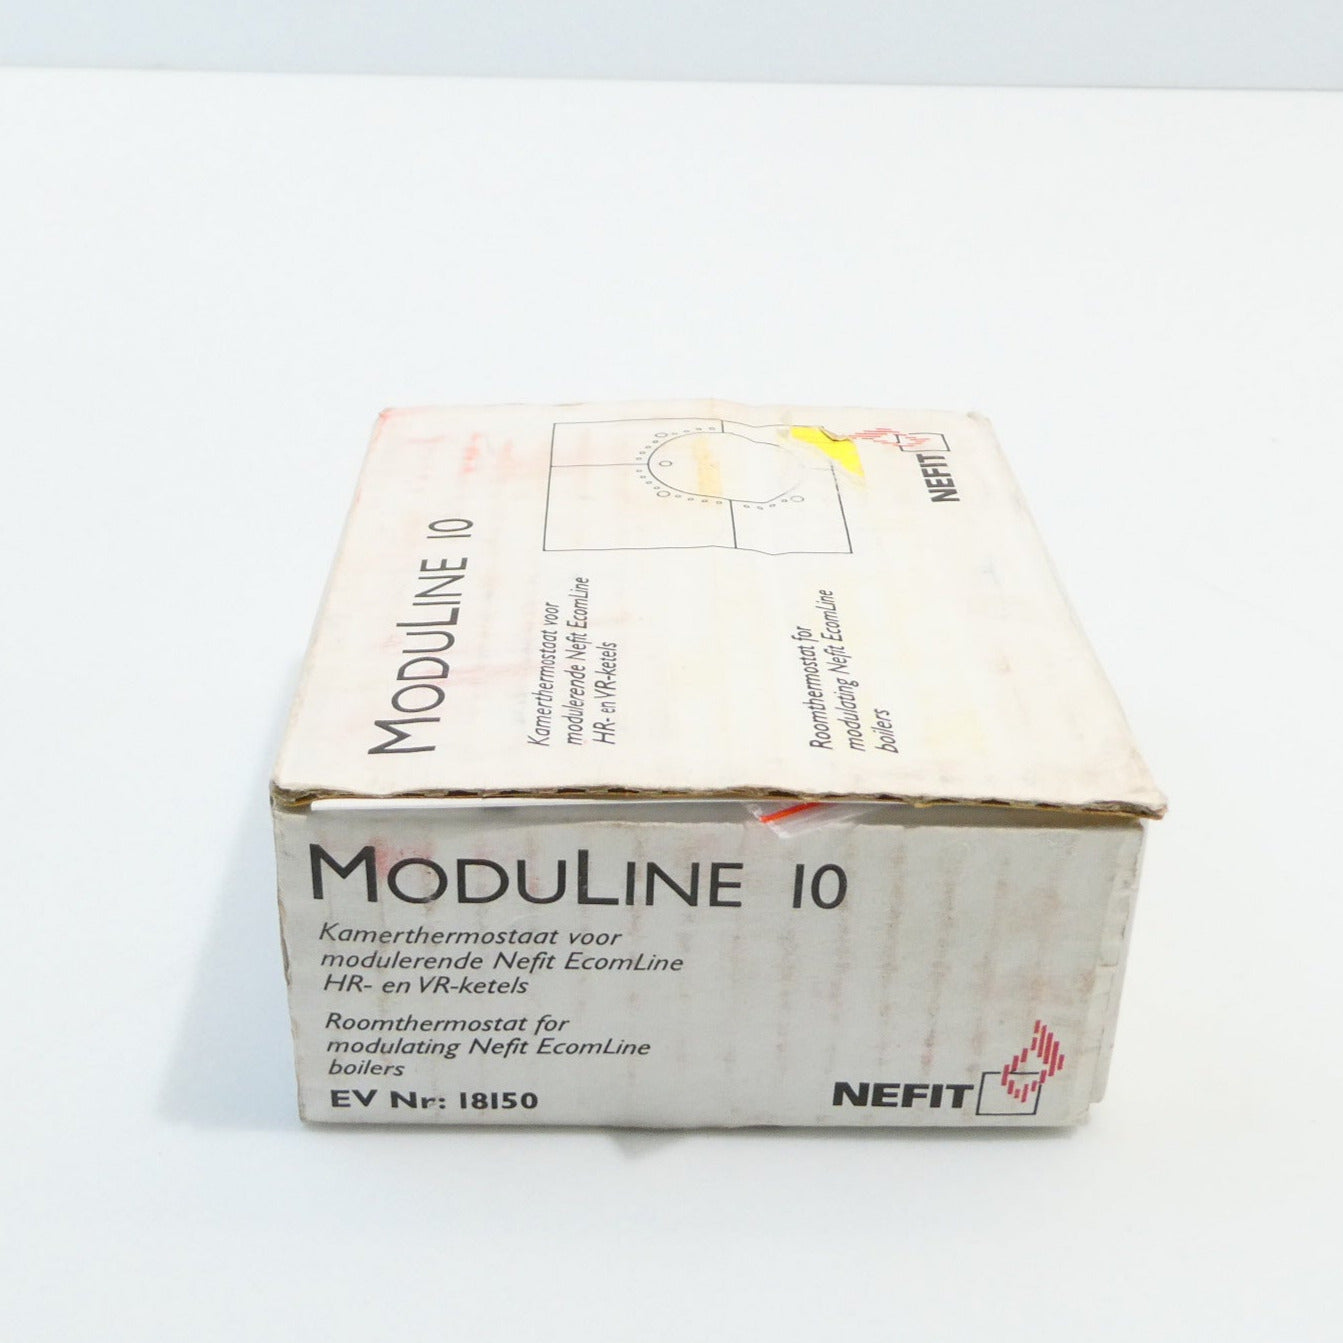 MODULINE 10
Kamerthermostaat voor
modulerende Nefit EcomLine
HR- en VR-ketels
Roomthermostat for
modulating Nefit EcomLine
boilers
NEFIT
MODULINE 10
Kamerthermostaat voor
modulerende Nefit EcomLine
HR- en VR-ketels
Roomthermostat for
modulating Nefit EcomLine
boilers
EV Nr: 18150
NEFIT